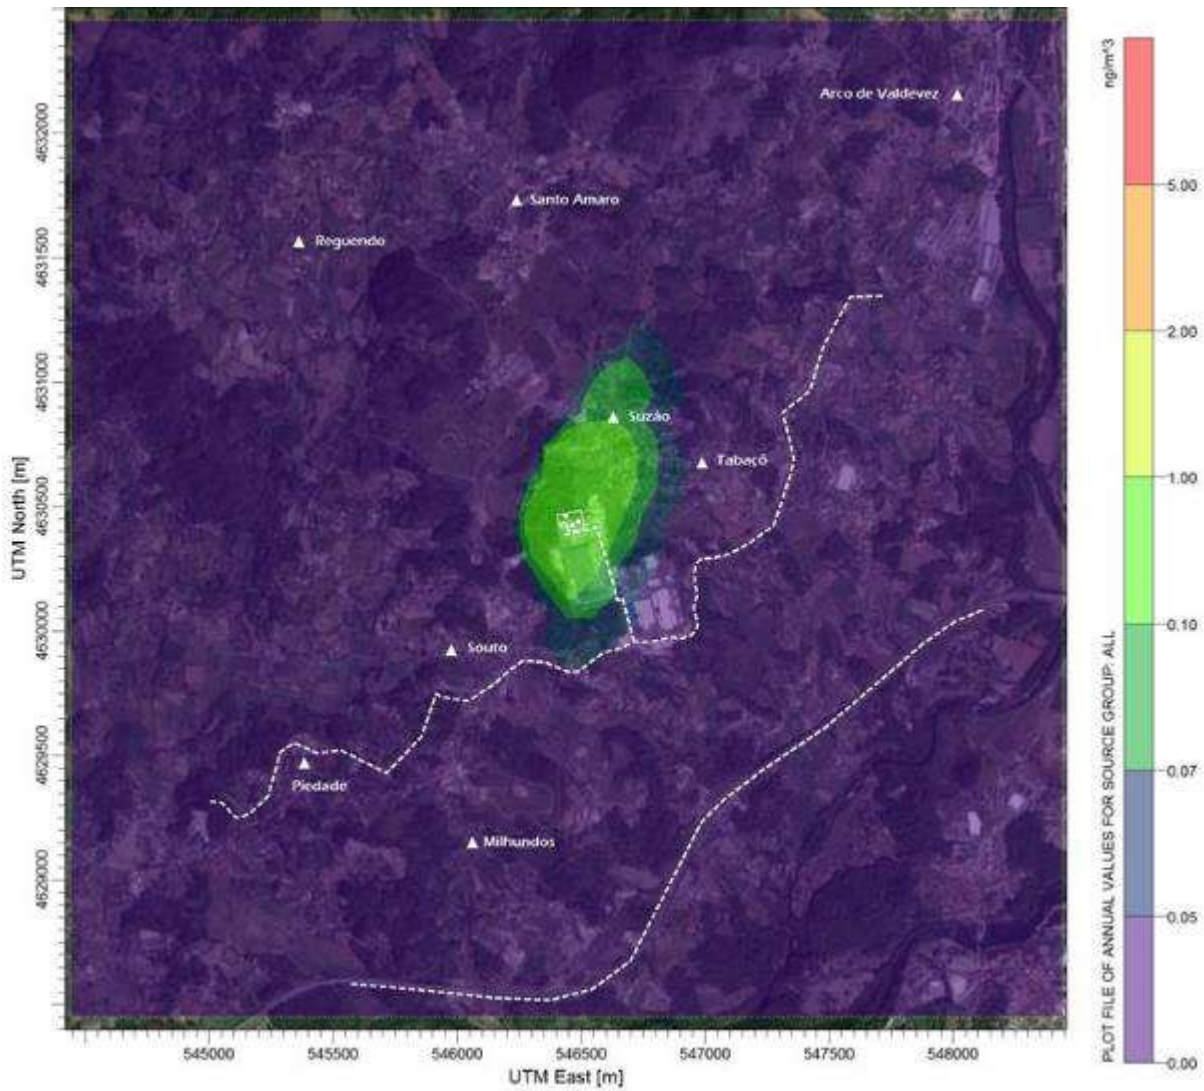 ng/m^3
Arco de Valdevez
Santo Amaro
Reguendo
Suzão
Tabaçô
Souto
Piedade
Milhundos
UTM North [m]
4632000
4631500
4631000
4630500
4630000
4629500
4629000
545000 545500 546000 546500 547000 547500 548000
UTM East [m]
5.00
2.00
1.00
0.10
0.07
0.05
0.00
PLOT FILE OF ANNUAL VALUES FOR SOURCE GROUP: ALL